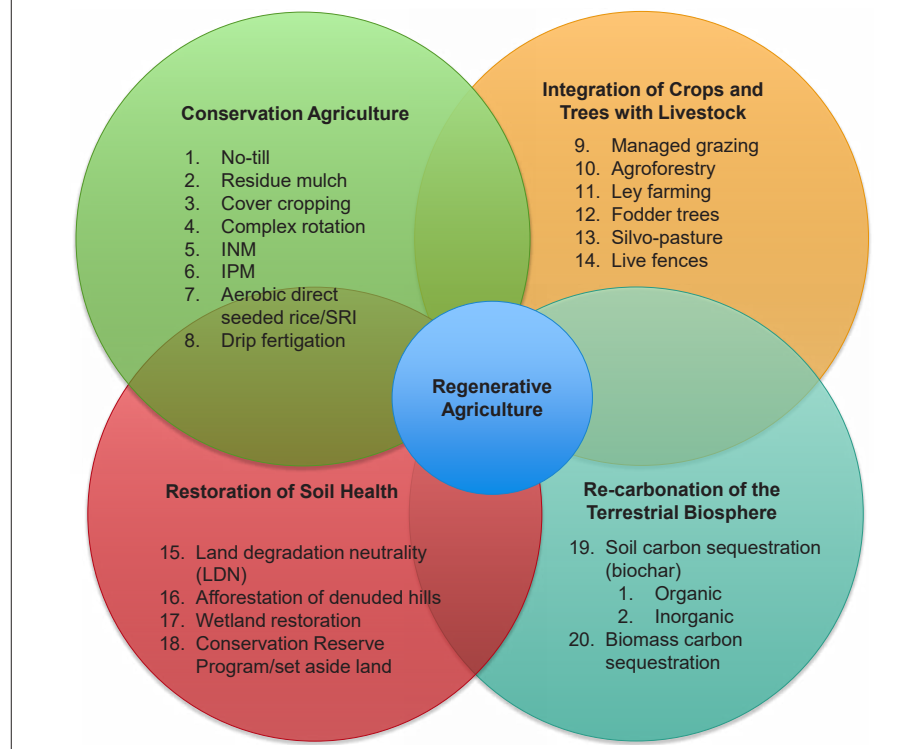 Conservation Agriculture
1. No-till
2. Residue mulch
3. Cover cropping
4. Complex rotation
5. INM
6. IPM
7. Aerobic direct
seeded rice/SRI
8. Drip fertigation
Integration of Crops and
Trees with Livestock
9. Managed grazing
10. Agroforestry
11. Ley farming
12. Fodder trees
13. Silvo-pasture
14. Live fences
Regenerative
Agriculture
Restoration of Soil Health
15. Land degradation neutrality
(LDN)
16. Afforestation of denuded hills
17. Wetland restoration
18. Conservation Reserve
Program/set aside land
Re-carbonation of the
Terrestrial Biosphere
19. Soil carbon sequestration
(biochar)
1. Organic
2. Inorganic
20. Biomass carbon
sequestration